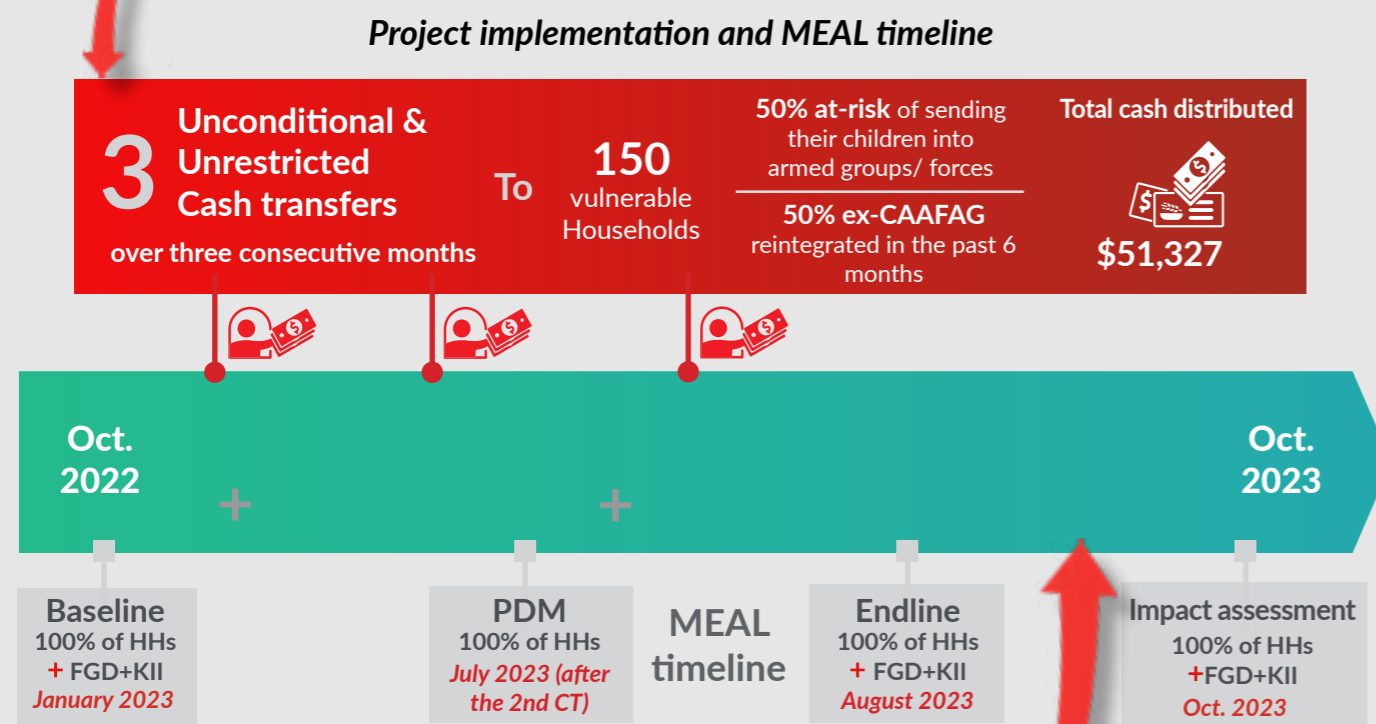 Project implementation and MEAL timeline
3
Unconditional &
Unrestricted
Cash transfers
over three consecutive months
To
150
vulnerable
Households
50% at-risk of sending
their children into
armed groups/ forces
50% ex-CAAFAG
reintegrated in the past 6
months
Total cash distributed
$51,327
Oct.
2022
+
+
Oct.
2023
Baseline
100% of HHs
+ FGD+KII
January 2023
PDM
100% of HHs
July 2023 (after
the 2nd CT)
MEAL
timeline
Endline
100% of HHs
+ FGD+KII
August 2023
Impact assessment
100% of HHs
+FGD+KII
Oct. 2023